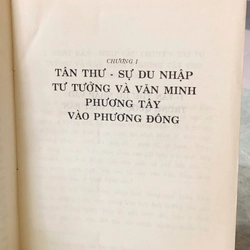 CHƯƠNG I
TÂN THƯ - SỰ DU NHẬP
TƯ TƯỞNG VÀ VĂN MINH
PHƯƠNG TÂY
VÀO PHƯƠNG ĐÔNG